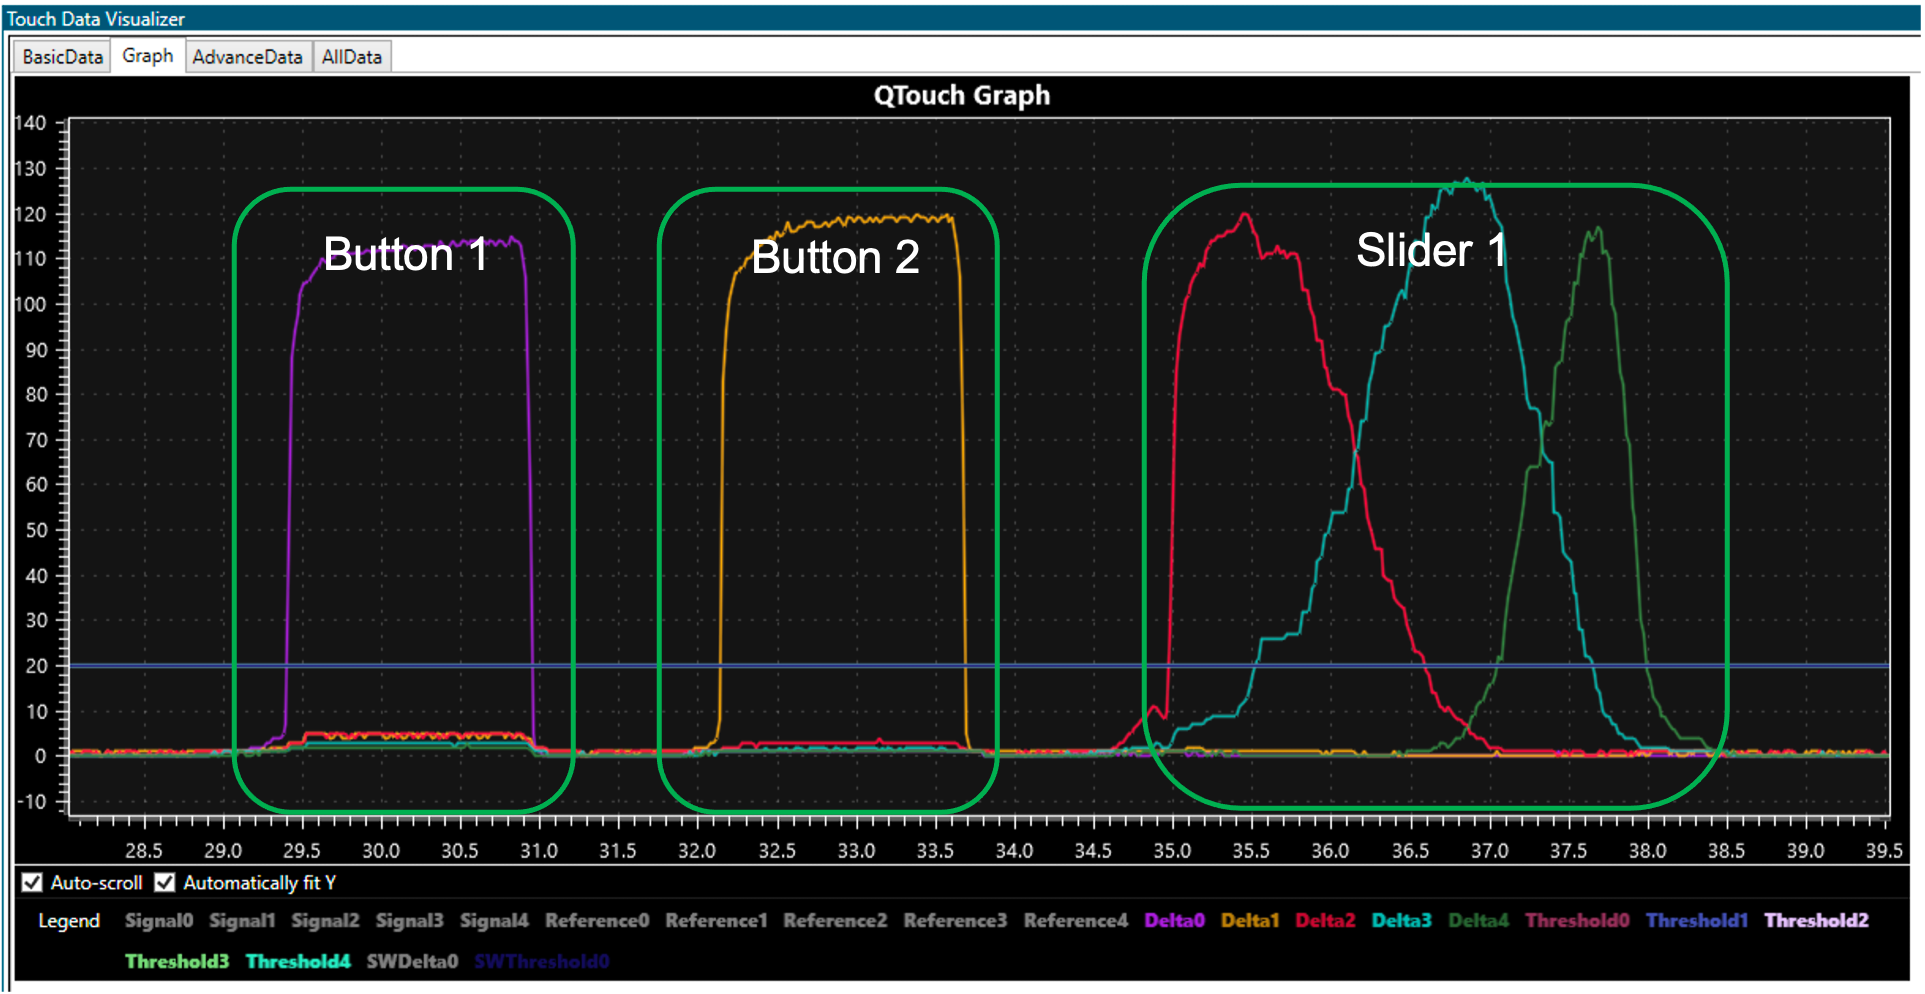 Touch Data Visualizer
BasicData Graph AdvanceData AllData
QTouch Graph
140
130
120
110
100
90
80
70
60
50
40
30
20
10
0
-10
Button 1
Button 2
Slider 1
28.5 29.0 29.5 30.0 30.5 31.0 31.5 32.0 32.5 33.0 33.5 34.0 34.5 35.0 35.5 36.0 36.5 37.0 37.5 38.0 38.5 39.0 39.5
Auto-scroll Automatically fit Y
Legend Signal0 Signal1 Signal2 Signal3 Signal4 Reference0 Reference1 Reference2 Reference3 Reference4 Delta0 Delta1 Delta2 Delta3 Delta4 Threshold0 Threshold1 Threshold2
Threshold3 Threshold4 SWDelta0 SWThreshold0